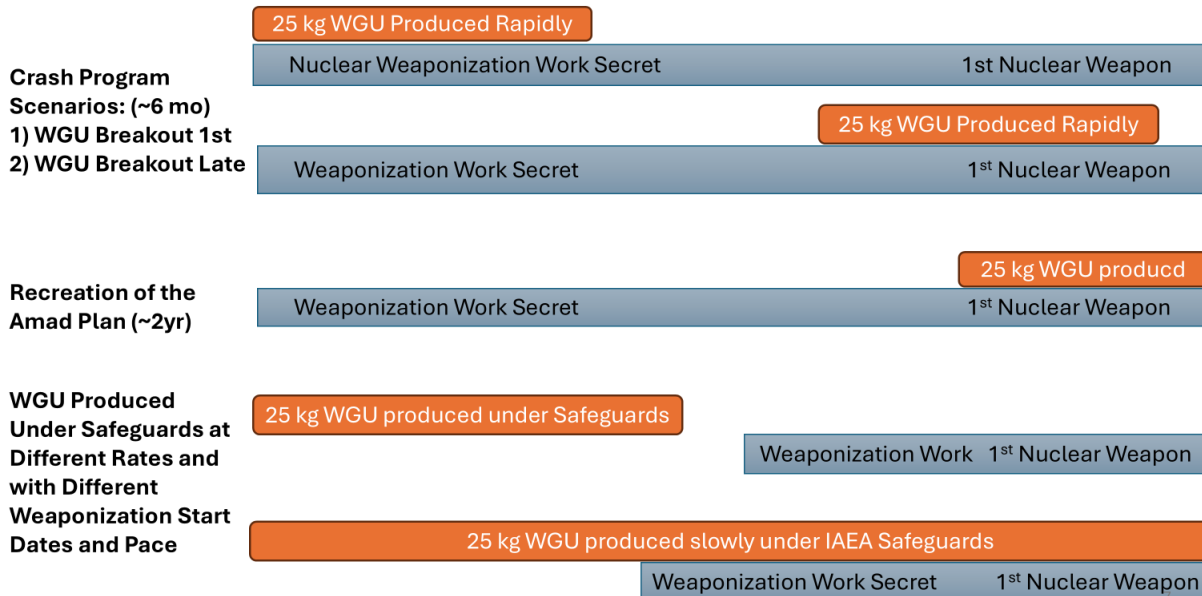 25 kg WGU Produced Rapidly
Nuclear Weaponization Work Secret 1st Nuclear Weapon
Crash Program
Scenarios: (~6 mo)
1) WGU Breakout 1st
2) WGU Breakout Late
25 kg WGU Produced Rapidly
Weaponization Work Secret 1st Nuclear Weapon
25 kg WGU producd
Recreation of the
Amad Plan (~2yr)
Weaponization Work Secret 1st Nuclear Weapon
WGU Produced
Under Safeguards at
Different Rates and
with Different
Weaponization Start
Dates and Pace
25 kg WGU produced under Safeguards
Weaponization Work 1st Nuclear Weapon
25 kg WGU produced slowly under IAEA Safeguards
Weaponization Work Secret 1st Nuclear Weapon